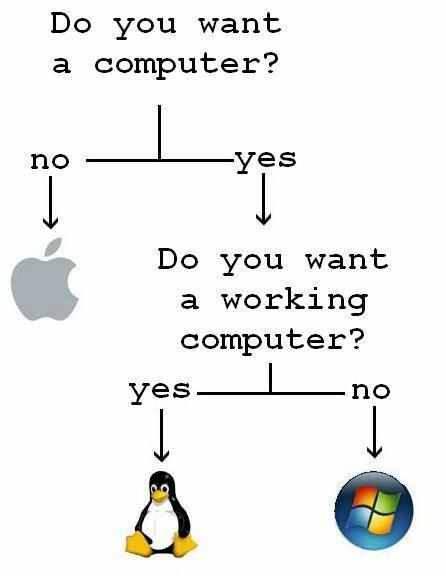 Do you want
a computer?
no
yes
Do you want
a working
computer?
yes
no